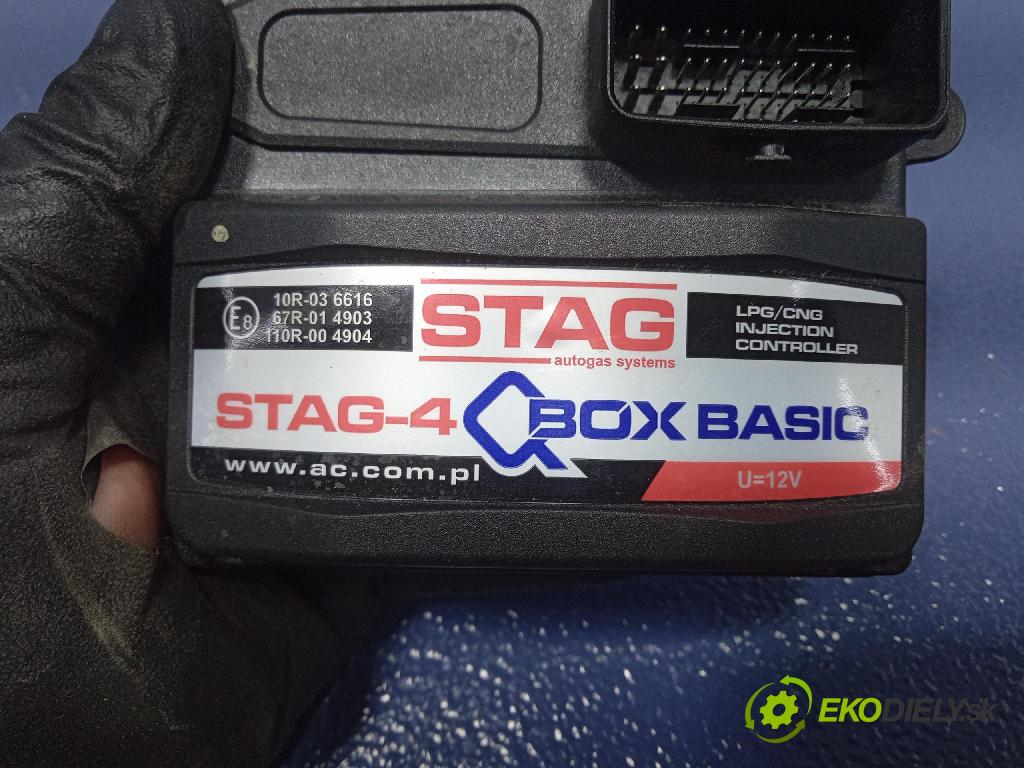 E8
10R-03 6616
67R-01 4903
110R-00 4904
STAG
autogas systems
LPG/CNG
INJECTION
CONTROLLER
STAG-4 QBOX BASIC
www.ac.com.pl
U=12V
EKODIELY.sk